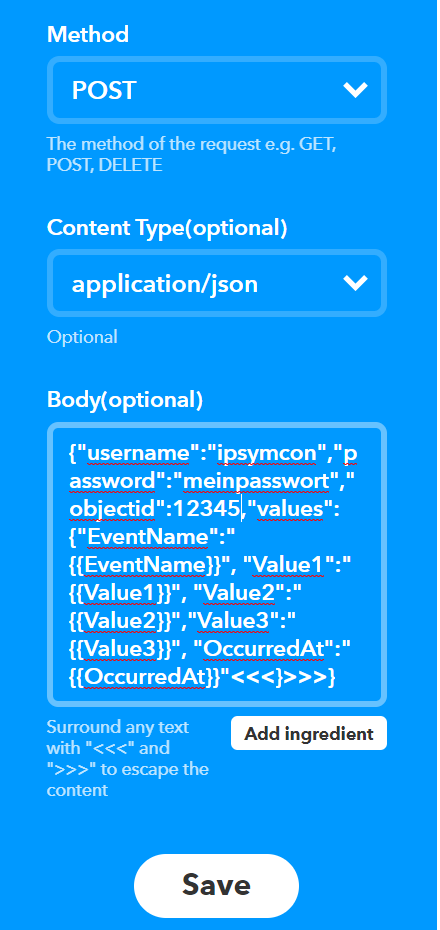 Method
POST
The method of the request e.g. GET,
POST, DELETE
Content Type(optional)
application/json
Optional
Body(optional)
{"username":"ipsymcon","p
assword":"meinpasswort","
objectid":12345,"values":
{"EventName":"
{{EventName}}", "Value1":"
{{Value1}}", "Value2":"
{{Value2}}","Value3":"
{{Value3}}", "OccurredAt":"
{{OccurredAt}}"<<<}>>>}
Surround any text
with "<<<" and
">>>" to escape the
content
Add ingredient
Save